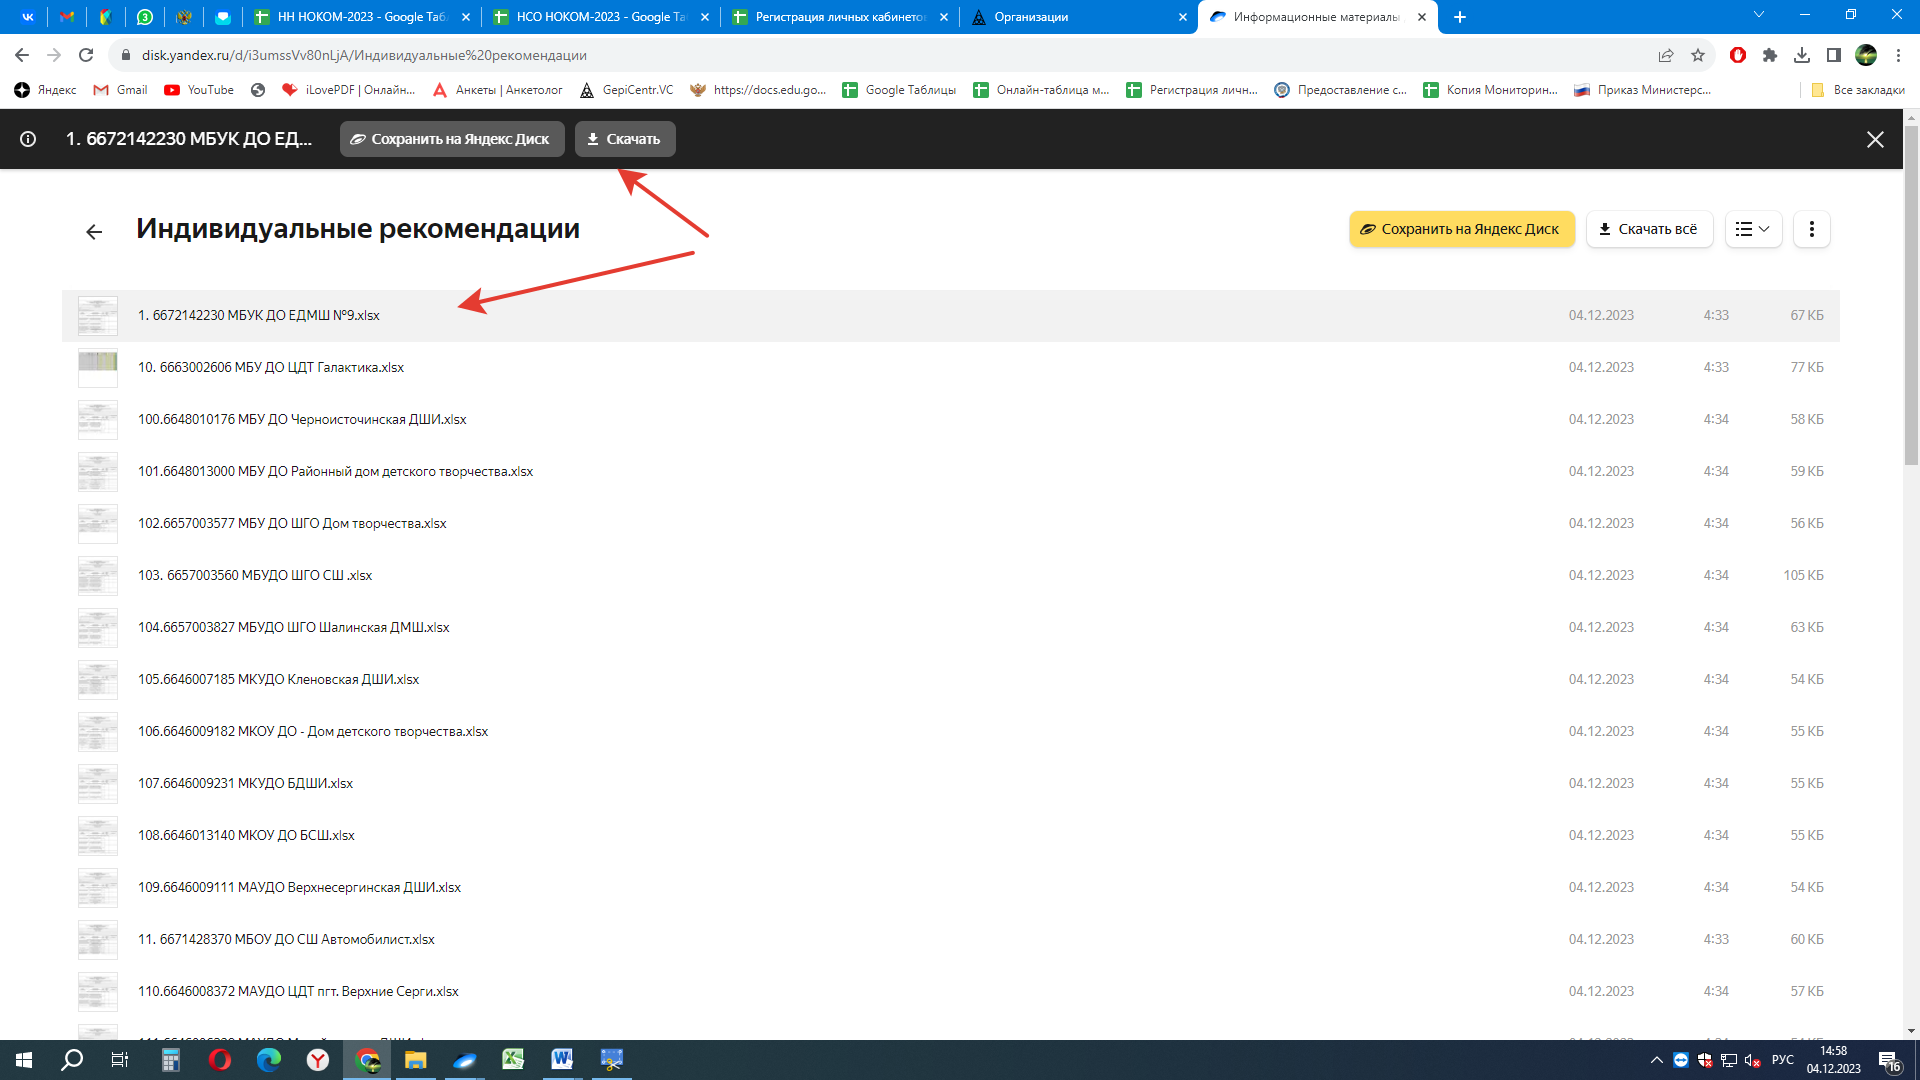 НН НОКОМ-2023 - Google Таб
НСО НОКОМ-2023 - Google Та
Регистрация личных кабинетов
Организации
Информационные материалы
disk.yandex.ru/d/i3umssVv80nLjA/Индивидуальные%20рекомендации
Яндекс
Gmail
YouTube
iLovePDF | Онлайн...
Анкеты | Анкетолог
GepiCentr.VC
https://docs.edu.go...
Google Таблицы
Онлайн-таблица м...
Регистрация личн...
Предоставление с...
Копия Мониторин...
Приказ Министерс...
Все закладки
1. 6672142230 МБУК ДО ЕД...
Сохранить на Яндекс Диск
Скачать
Индивидуальные рекомендации
Сохранить на Яндекс Диск
Скачать всё
1. 6672142230 МБУК ДО ЕДМШ №9.xlsx 04.12.2023 4:33 67 КБ
10. 6663002606 МБУ ДО ЦДТ Галактика.xlsx 04.12.2023 4:33 77 КБ
100.6648010176 МБУ ДО Черноисточинская ДШИ.xlsx 04.12.2023 4:34 58 КБ
101.6648013000 МБУ ДО Районный дом детского творчества.xlsx 04.12.2023 4:34 59 КБ
102.6657003577 МБУ ДО ШГО Дом творчества.xlsx 04.12.2023 4:34 56 КБ
103. 6657003560 МБУДО ШГО СШ .xlsx 04.12.2023 4:34 105 КБ
104.6657003827 МБУДО ШГО Шалинская ДМШ.xlsx 04.12.2023 4:34 63 КБ
105.6646007185 МКУДО Кленовская ДШИ.xlsx 04.12.2023 4:34 54 КБ
106.6646009182 МКОУ ДО - Дом детского творчества.xlsx 04.12.2023 4:34 55 КБ
107.6646009231 МКУДО БДШИ.xlsx 04.12.2023 4:34 55 КБ
108.6646013140 МКОУ ДО БСШ.xlsx 04.12.2023 4:34 55 КБ
109.6646009111 МАУДО Верхнесергинская ДШИ.xlsx 04.12.2023 4:34 54 КБ
11. 6671428370 МБОУ ДО СШ Автомобилист.xlsx 04.12.2023 4:33 60 КБ
110.6646008372 МАУДО ЦДТ пгт. Верхние Серги.xlsx 04.12.2023 4:34 57 КБ
РУС
14:58
04.12.2023
16